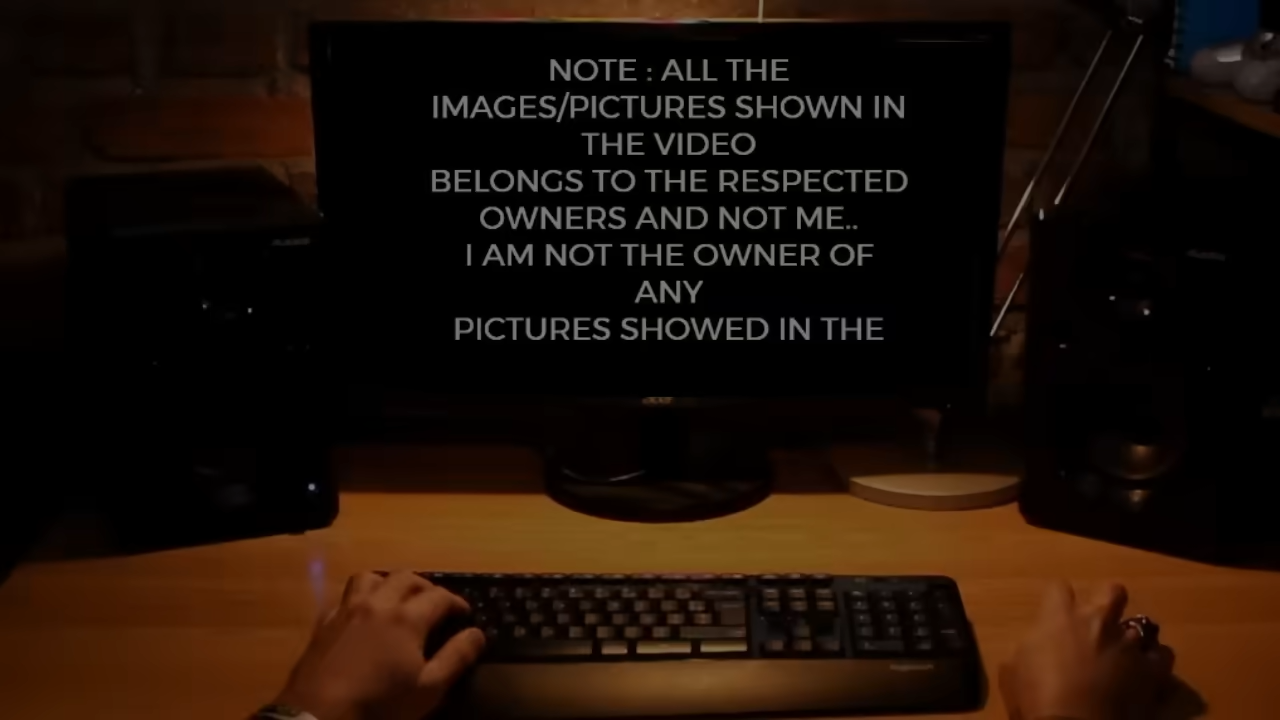 NOTE : ALL THE
IMAGES/PICTURES SHOWN IN
THE VIDEO
BELONGS TO THE RESPECTED
OWNERS AND NOT ME..
I AM NOT THE OWNER OF
ANY
PICTURES SHOWED IN THE
acer